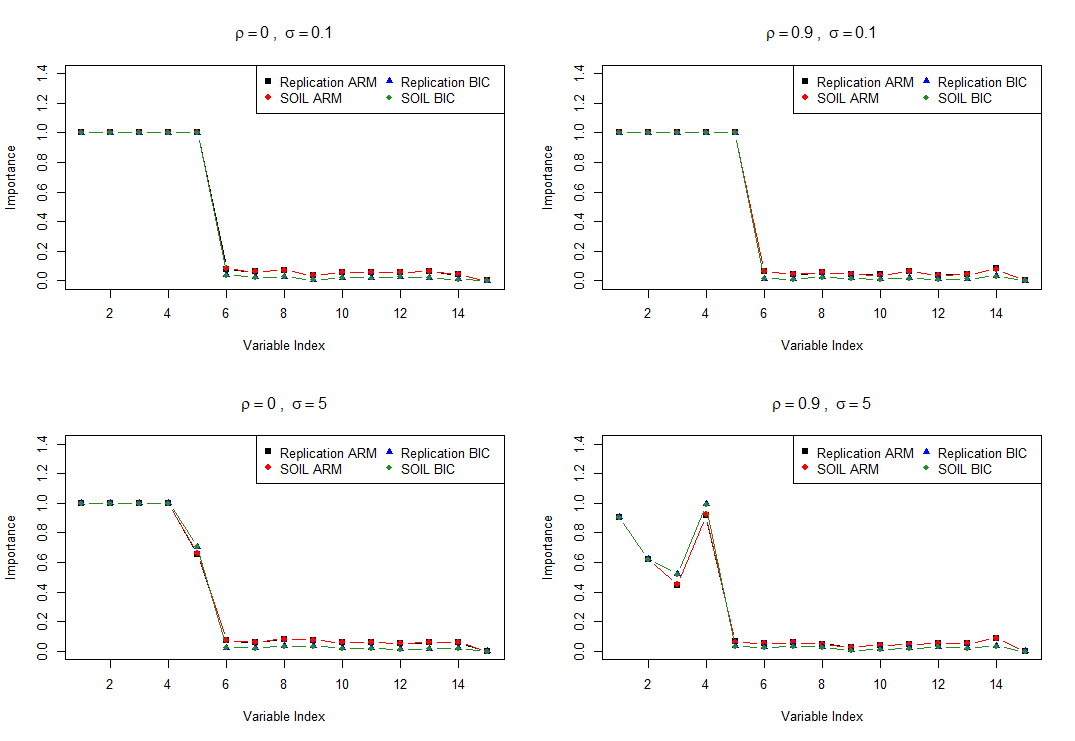 ρ = 0 , σ = 0.1
1.4
1.2
1.0
0.8
0.6
0.4
0.2
0.0
Importance
Replication ARM
Replication BIC
SOIL ARM
SOIL BIC
2 4 6 8 10 12 14
Variable Index
ρ = 0.9 , σ = 0.1
1.4
1.2
1.0
0.8
0.6
0.4
0.2
0.0
Importance
Replication ARM
Replication BIC
SOIL ARM
SOIL BIC
2 4 6 8 10 12 14
Variable Index
ρ = 0 , σ = 5
1.4
1.2
1.0
0.8
0.6
0.4
0.2
0.0
Importance
Replication ARM
Replication BIC
SOIL ARM
SOIL BIC
2 4 6 8 10 12 14
Variable Index
ρ = 0.9 , σ = 5
1.4
1.2
1.0
0.8
0.6
0.4
0.2
0.0
Importance
Replication ARM
Replication BIC
SOIL ARM
SOIL BIC
2 4 6 8 10 12 14
Variable Index